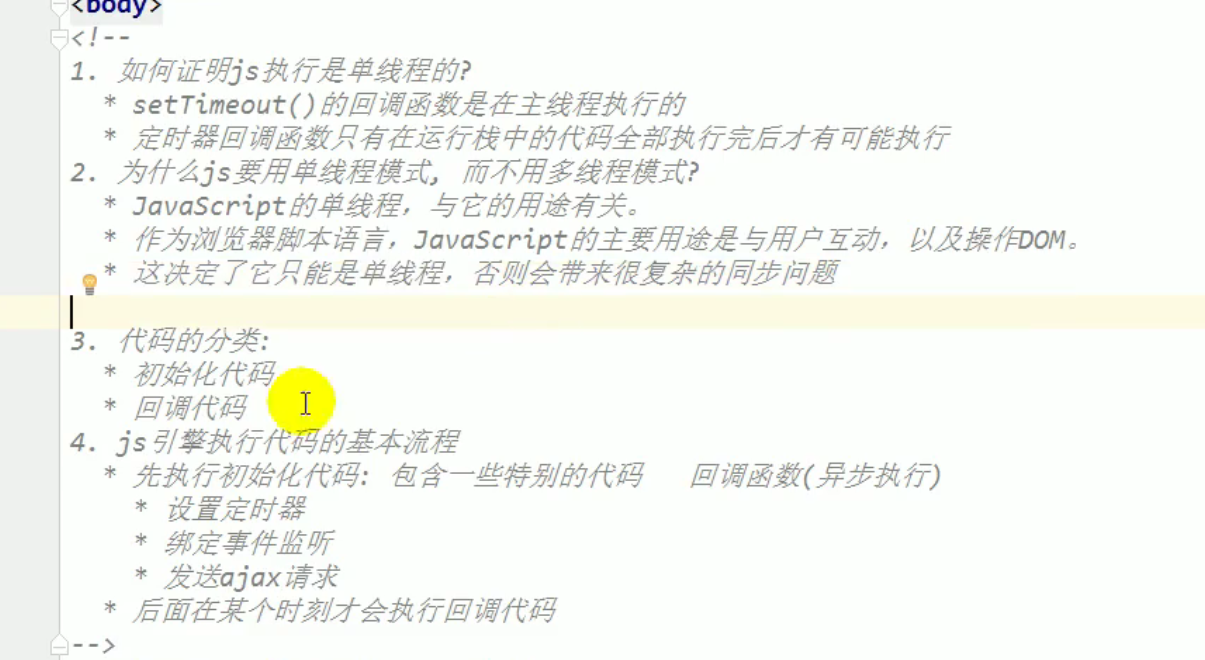 <body>
<!--
1. 如何证明js执行是单线程的?
* setTimeout()的回调函数是在主线程执行的
* 定时器回调函数只有在运行栈中的代码全部执行完后才有可能执行
2. 为什么js要用单线程模式, 而不用多线程模式?
* JavaScript的单线程，与它的用途有关。
* 作为浏览器脚本语言，JavaScript的主要用途是与用户互动，以及操作DOM。
* 这决定了它只能是单线程，否则会带来很复杂的同步问题
3. 代码的分类:
* 初始化代码
* 回调代码
4. js引擎执行代码的基本流程
* 先执行初始化代码: 包含一些特别的代码   回调函数(异步执行)
* 设置定时器
* 绑定事件监听
* 发送ajax请求
* 后面在某个时刻才会执行回调代码
-->